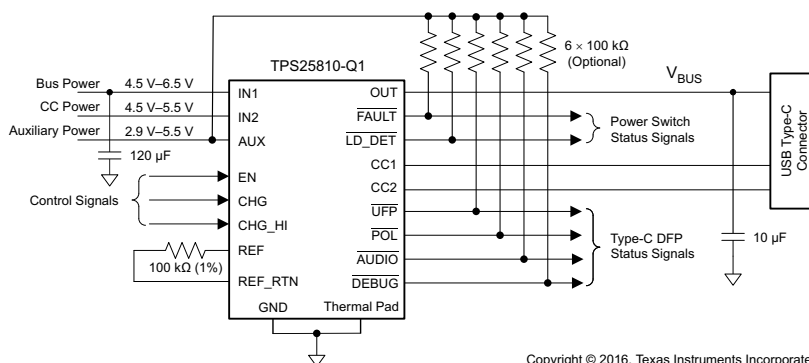 TPS25810-Q1
6 × 100 kΩ
(Optional)
Bus Power
4.5 V–6.5 V
CC Power
4.5 V–5.5 V
Auxiliary Power
2.9 V–5.5 V
120 µF
Control Signals
100 kΩ (1%)
IN1
IN2
AUX
EN
CHG
CHG_HI
REF
REF_RTN
GND
Thermal Pad
OUT
FAULT
LD_DET
CC1
CC2
UFP
POL
AUDIO
DEBUG
VBUS
Power Switch
Status Signals
Type-C DFP
Status Signals
10 µF
USB Type-C
Connector
Copyright © 2016, Texas Instruments Incorporate